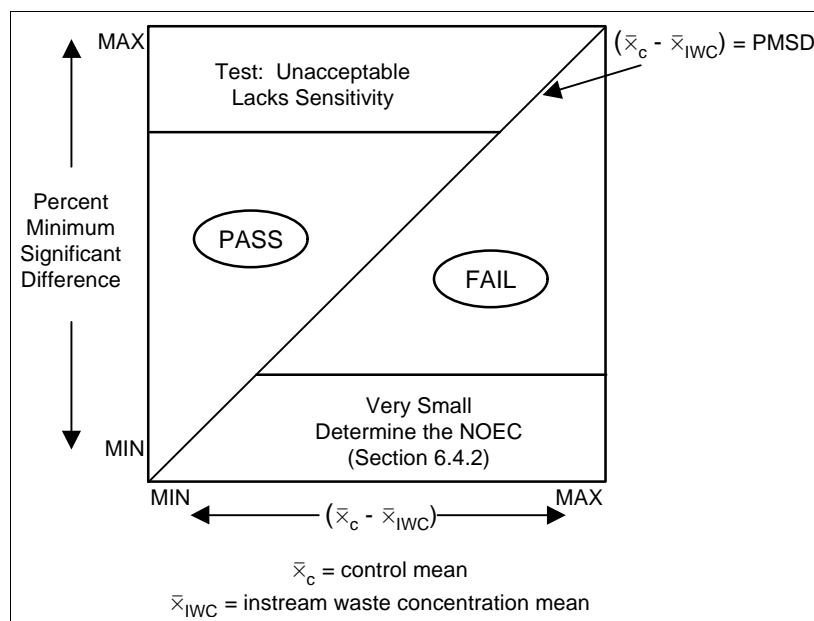 MAX
(x̄c - x̄IWC) = PMSD
Test: Unacceptable
Lacks Sensitivity
Percent
Minimum
Significant
Difference
PASS
FAIL
Very Small
Determine the NOEC
(Section 6.4.2)
MIN
MIN
MAX
(x̄c - x̄IWC)
x̄c = control mean
x̄IWC = instream waste concentration mean